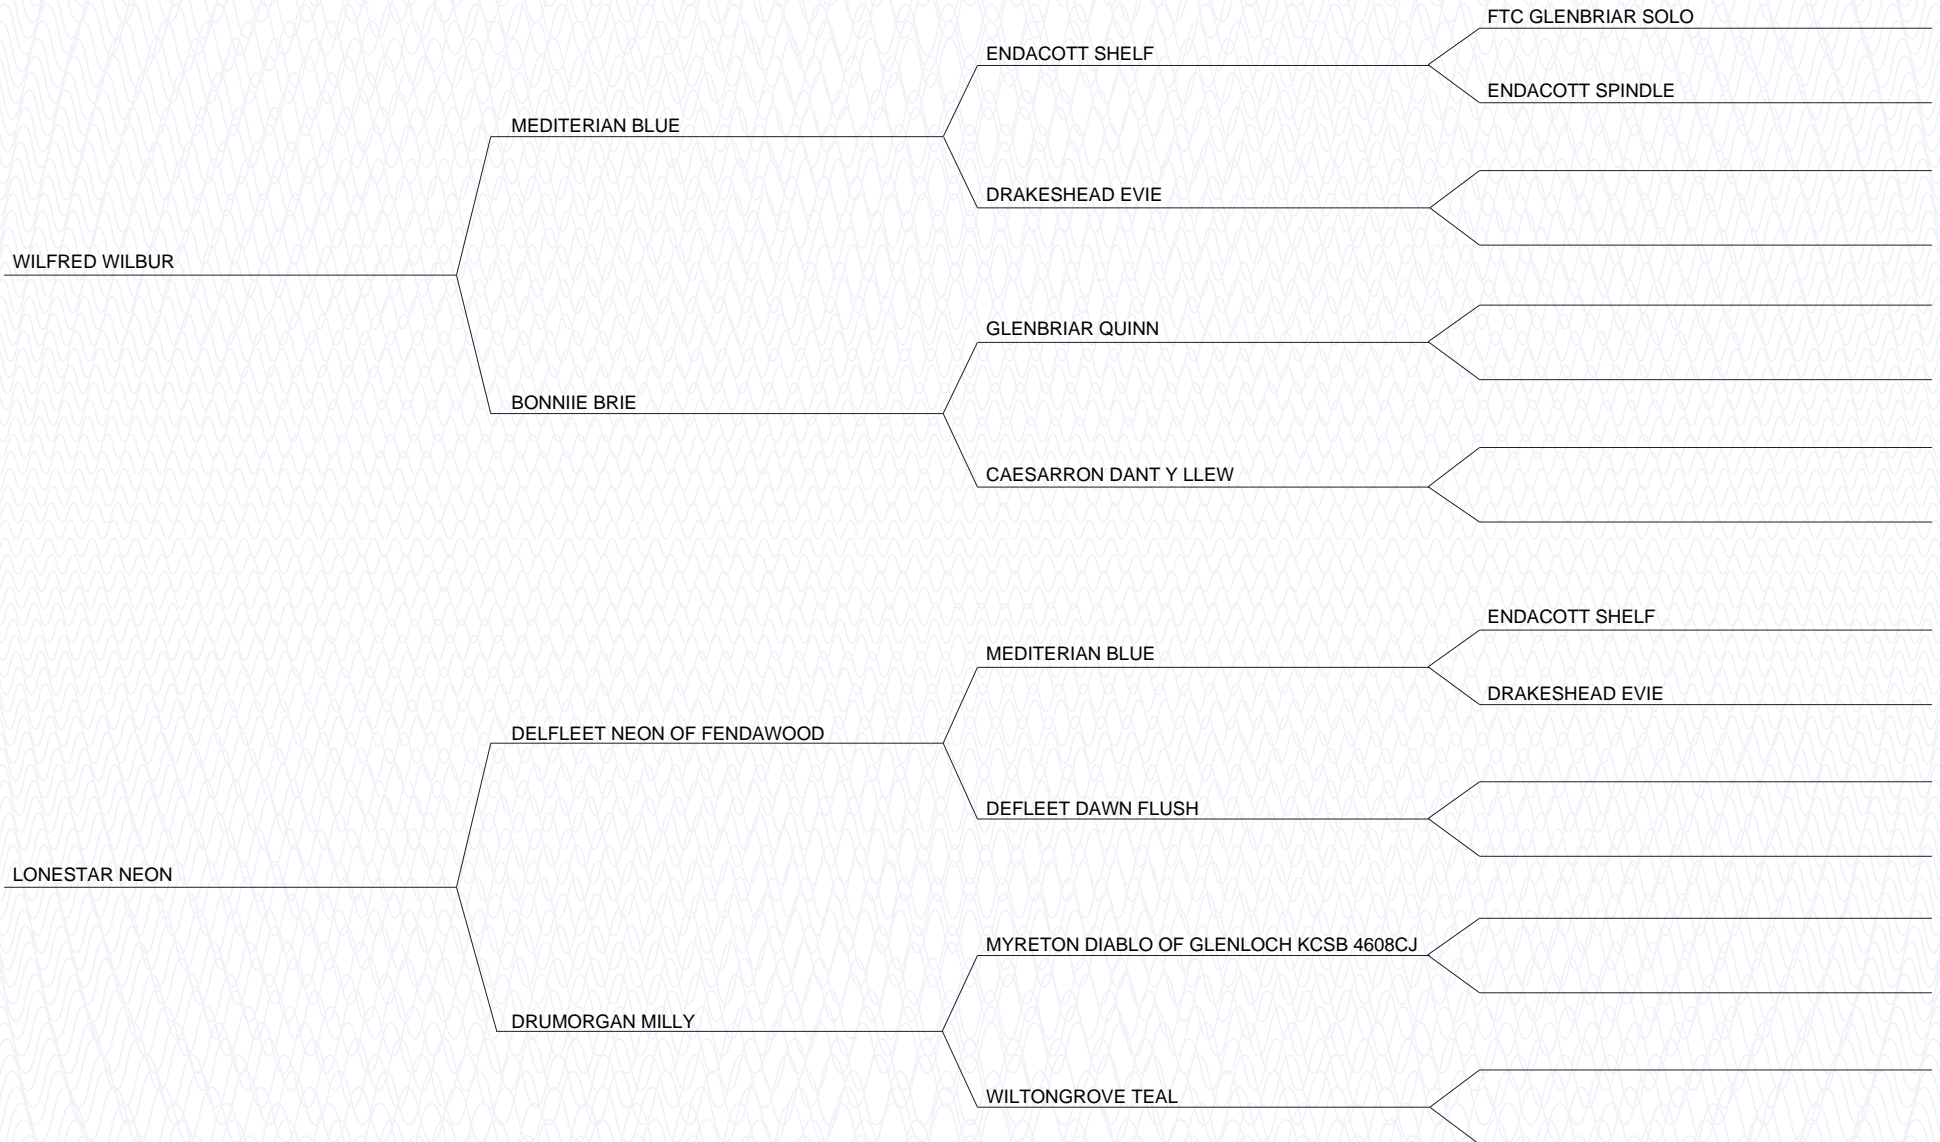 FTC GLENBRIAR SOLO
ENDACOTT SHELF
ENDACOTT SPINDLE
MEDITERIAN BLUE
DRAKESHEAD EVIE
WILFRED WILBUR
GLENBRIAR QUINN
BONNIIE BRIE
CAESARRON DANT Y LLEW
ENDACOTT SHELF
MEDITERIAN BLUE
DRAKESHEAD EVIE
DELFLEET NEON OF FENDAWOOD
DEFLEET DAWN FLUSH
LONESTAR NEON
MYRETON DIABLO OF GLENLOCH KCSB 4608CJ
DRUMORGAN MILLY
WILTONGROVE TEAL